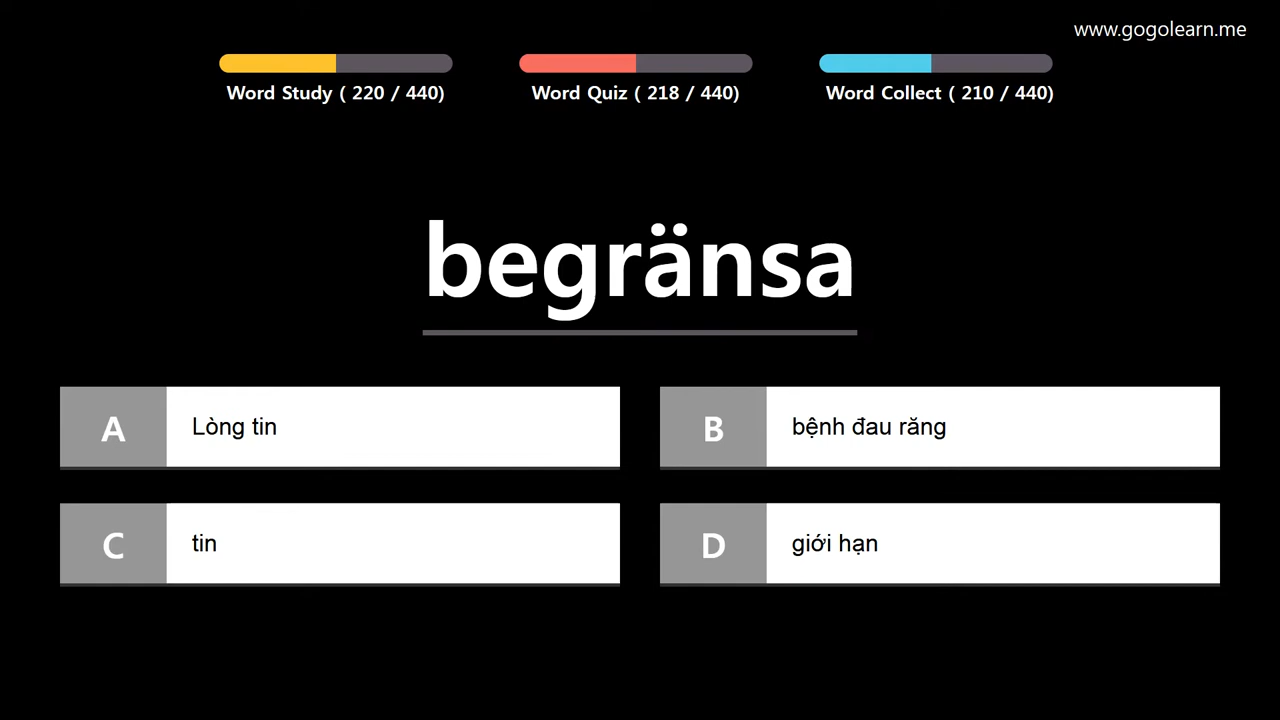 www.gogolearn.me
Word Study ( 220 / 440)
Word Quiz ( 218 / 440)
Word Collect ( 210 / 440)
begränsa
A
Lòng tin
B
bệnh đau răng
C
tin
D
giới hạn